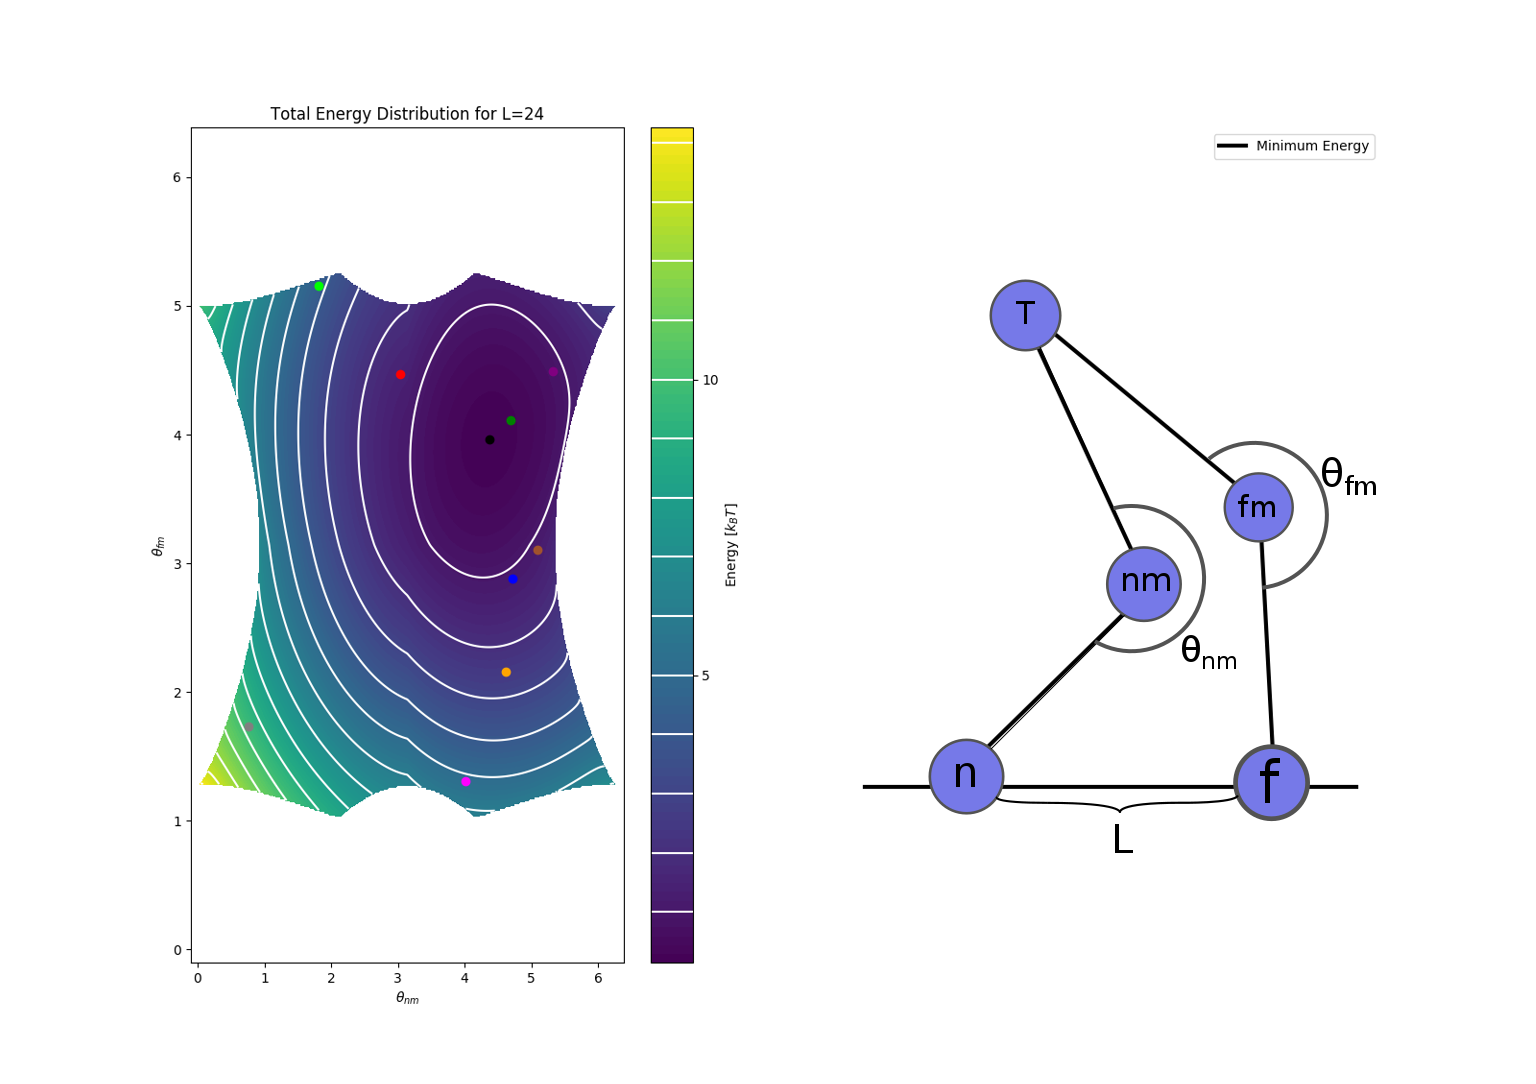 Total Energy Distribution for L=24
6
5
4
3
2
1
0
θfm
0 1 2 3 4 5 6
θnm
10
5
Energy [kBT]
Minimum Energy
T
fm
θfm
nm
θnm
n
f
L